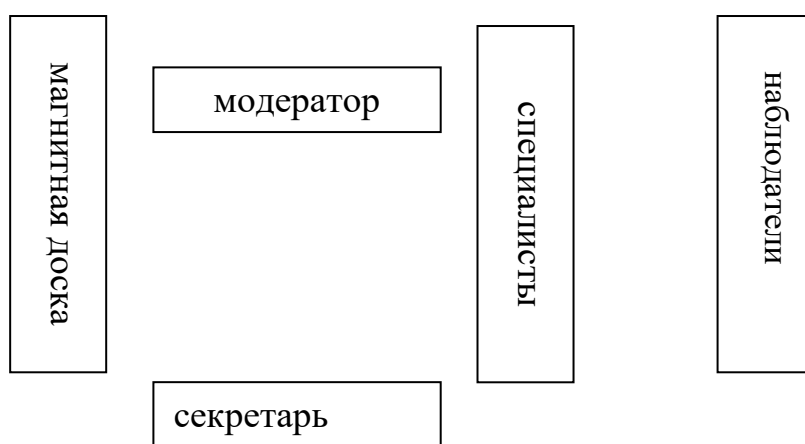 магнитная доска
модератор
специалисты
наблюдатели
секретарь